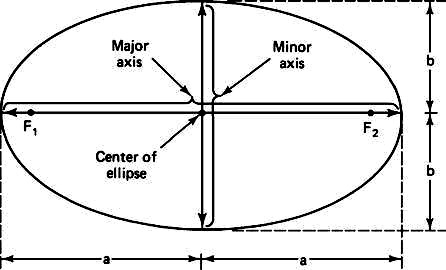 Major
axis
Minor
axis
b
F₁
F₂
Center of
ellipse
b
a
a